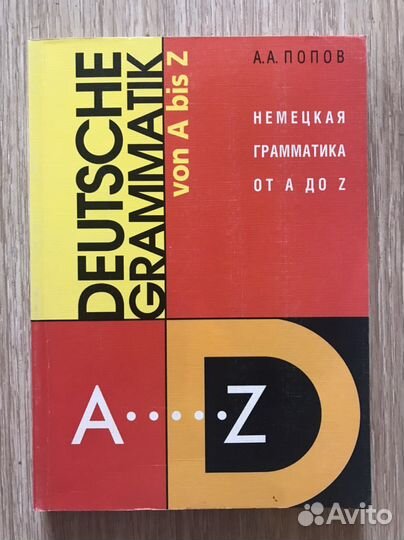 А.А. ПОПОВ
DEUTSCHE
GRAMMATIK
von A bis Z
НЕМЕЦКАЯ
ГРАММАТИКА
ОТ А ДО Z
A.....Z
D
Avito